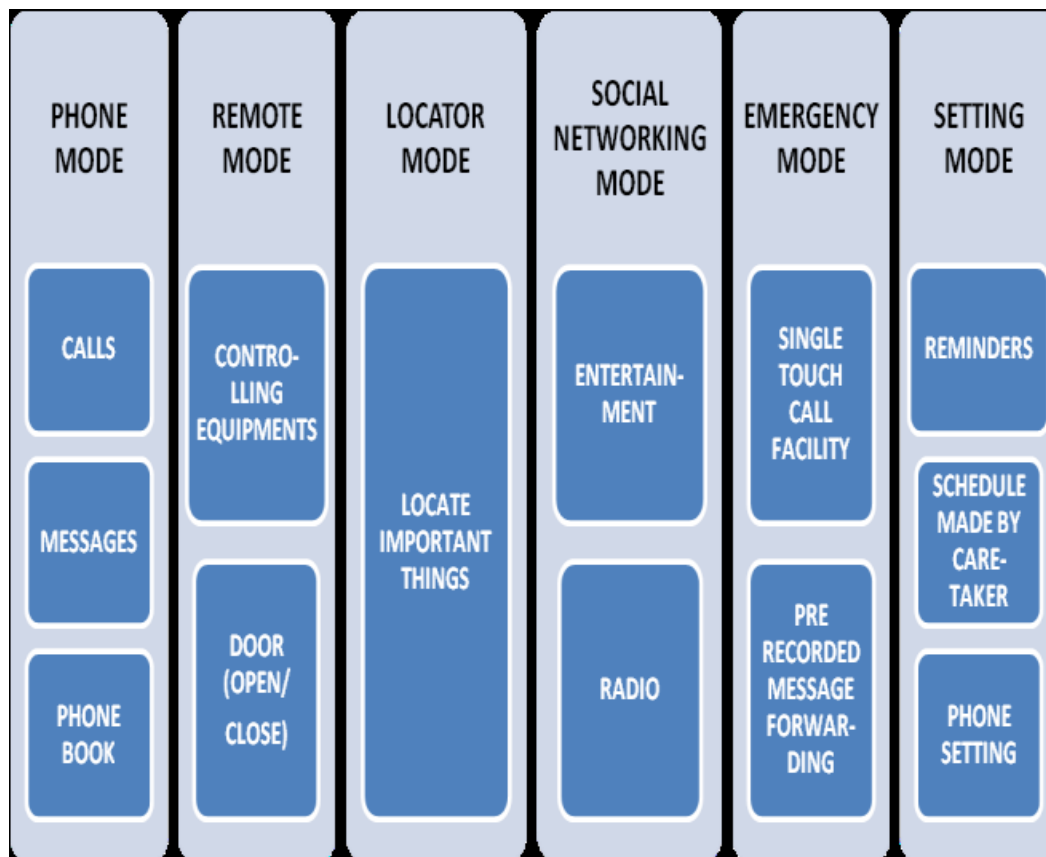 PHONE
MODE
CALLS
MESSAGES
PHONE
BOOK
REMOTE
MODE
CONTRO-
LLING
EQUIPMENTS
DOOR
(OPEN/
CLOSE)
LOCATOR
MODE
LOCATE
IMPORTANT
THINGS
SOCIAL
NETWORKING
MODE
ENTERTAIN-
MENT
RADIO
EMERGENCY
MODE
SINGLE
TOUCH
CALL
FACILITY
PRE
RECORDED
MESSAGE
FORWAR-
DING
SETTING
MODE
REMINDERS
SCHEDULE
MADE BY
CARE-
TAKER
PHONE
SETTING